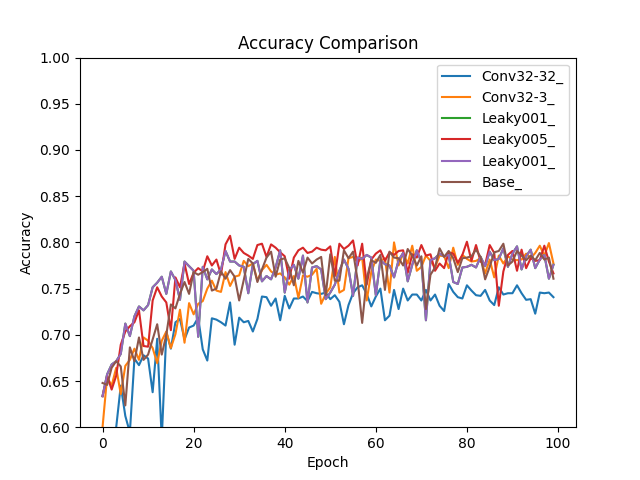 Accuracy Comparison
Accuracy
1.00
0.95
0.90
0.85
0.80
0.75
0.70
0.65
0.60
Conv32-32_
Conv32-3_
Leaky001_
Leaky005_
Leaky001_
Base_
0
20
40
60
80
100
Epoch